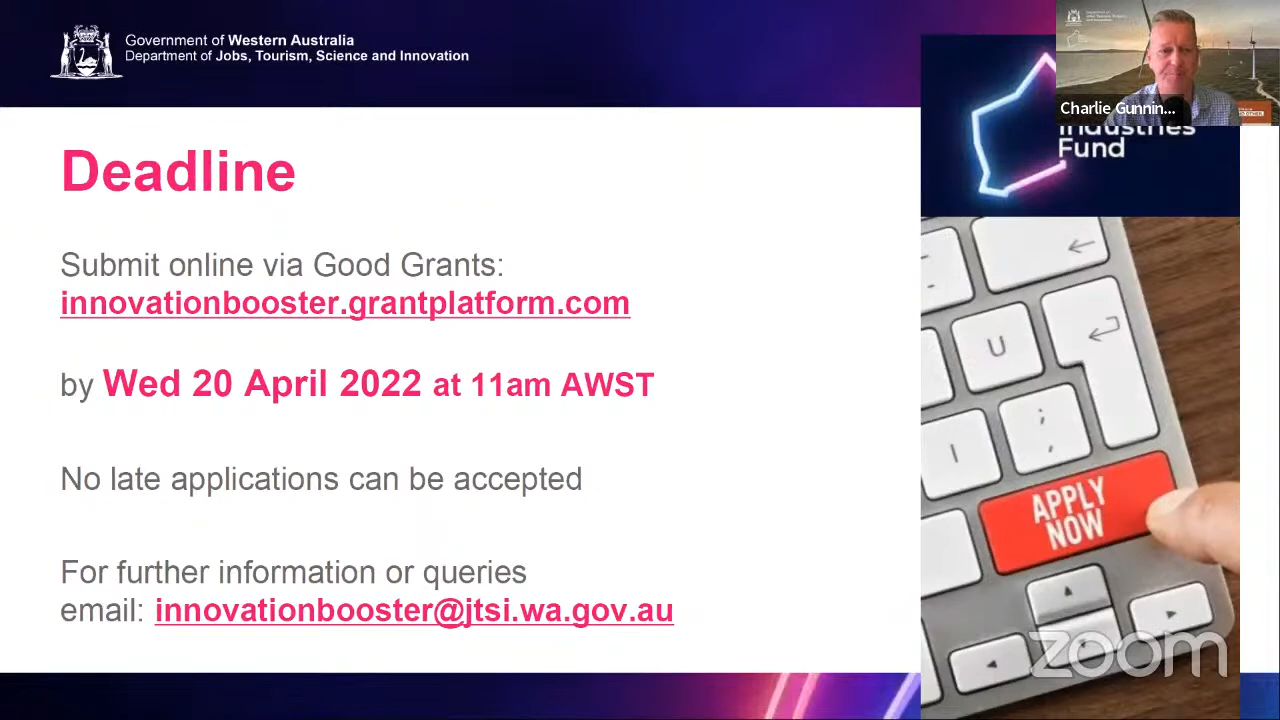 Government of Western Australia
Department of Jobs, Tourism, Science and Innovation
Charlie Gunnin...
Industries
Fund
Deadline
Submit online via Good Grants:
innovationbooster.grantplatform.com
by Wed 20 April 2022 at 11am AWST
No late applications can be accepted
For further information or queries
email: innovationbooster@jtsi.wa.gov.au
U
;
APPLY
NOW
zoom